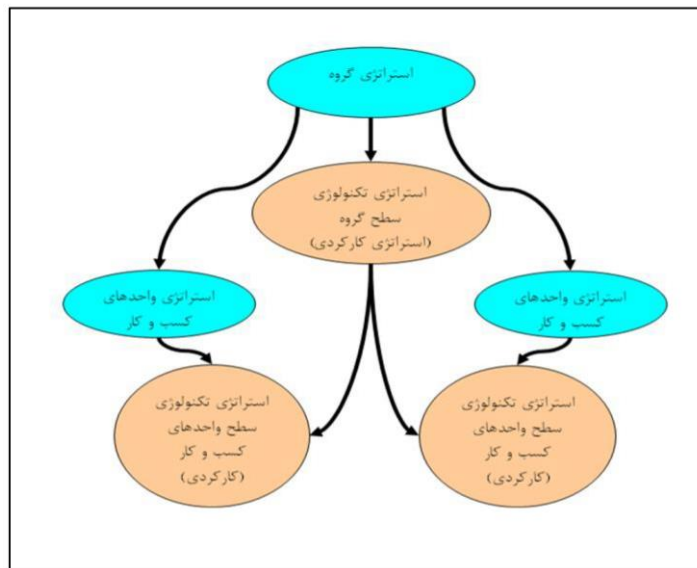 استراتژی گروه
استراتژی تکنولوژی
سطح گروه
(استراتژی کارکردی)
استراتژی واحدهای
کسب و کار
استراتژی واحدهای
کسب و کار
استراتژی تکنولوژی
سطح واحدهای
کسب و کار
(کارکردی)
استراتژی تکنولوژی
سطح واحدهای
کسب و کار
(کارکردی)